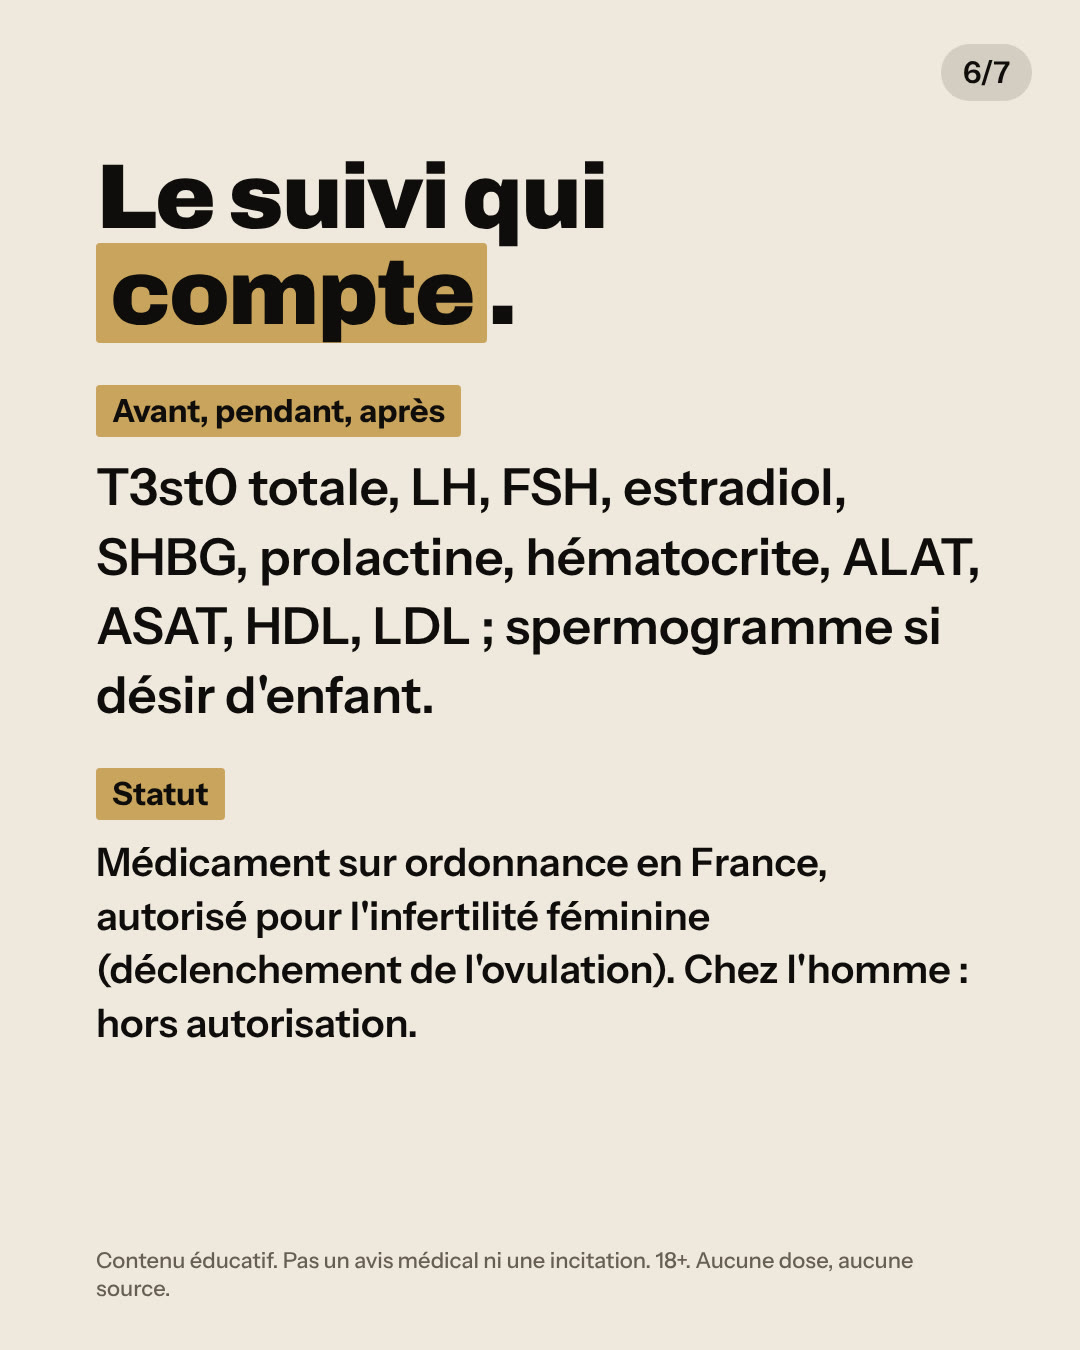 6/7
Le suivi qui
compte.
Avant, pendant, après
T3st0 totale, LH, FSH, estradiol,
SHBG, prolactine, hématocrite, ALAT,
ASAT, HDL, LDL ; spermogramme si
désir d'enfant.
Statut
Médicament sur ordonnance en France,
autorisé pour l'infertilité féminine
(déclenchement de l'ovulation). Chez l'homme :
hors autorisation.
Contenu éducatif. Pas un avis médical ni une incitation. 18+. Aucune dose, aucune
source.